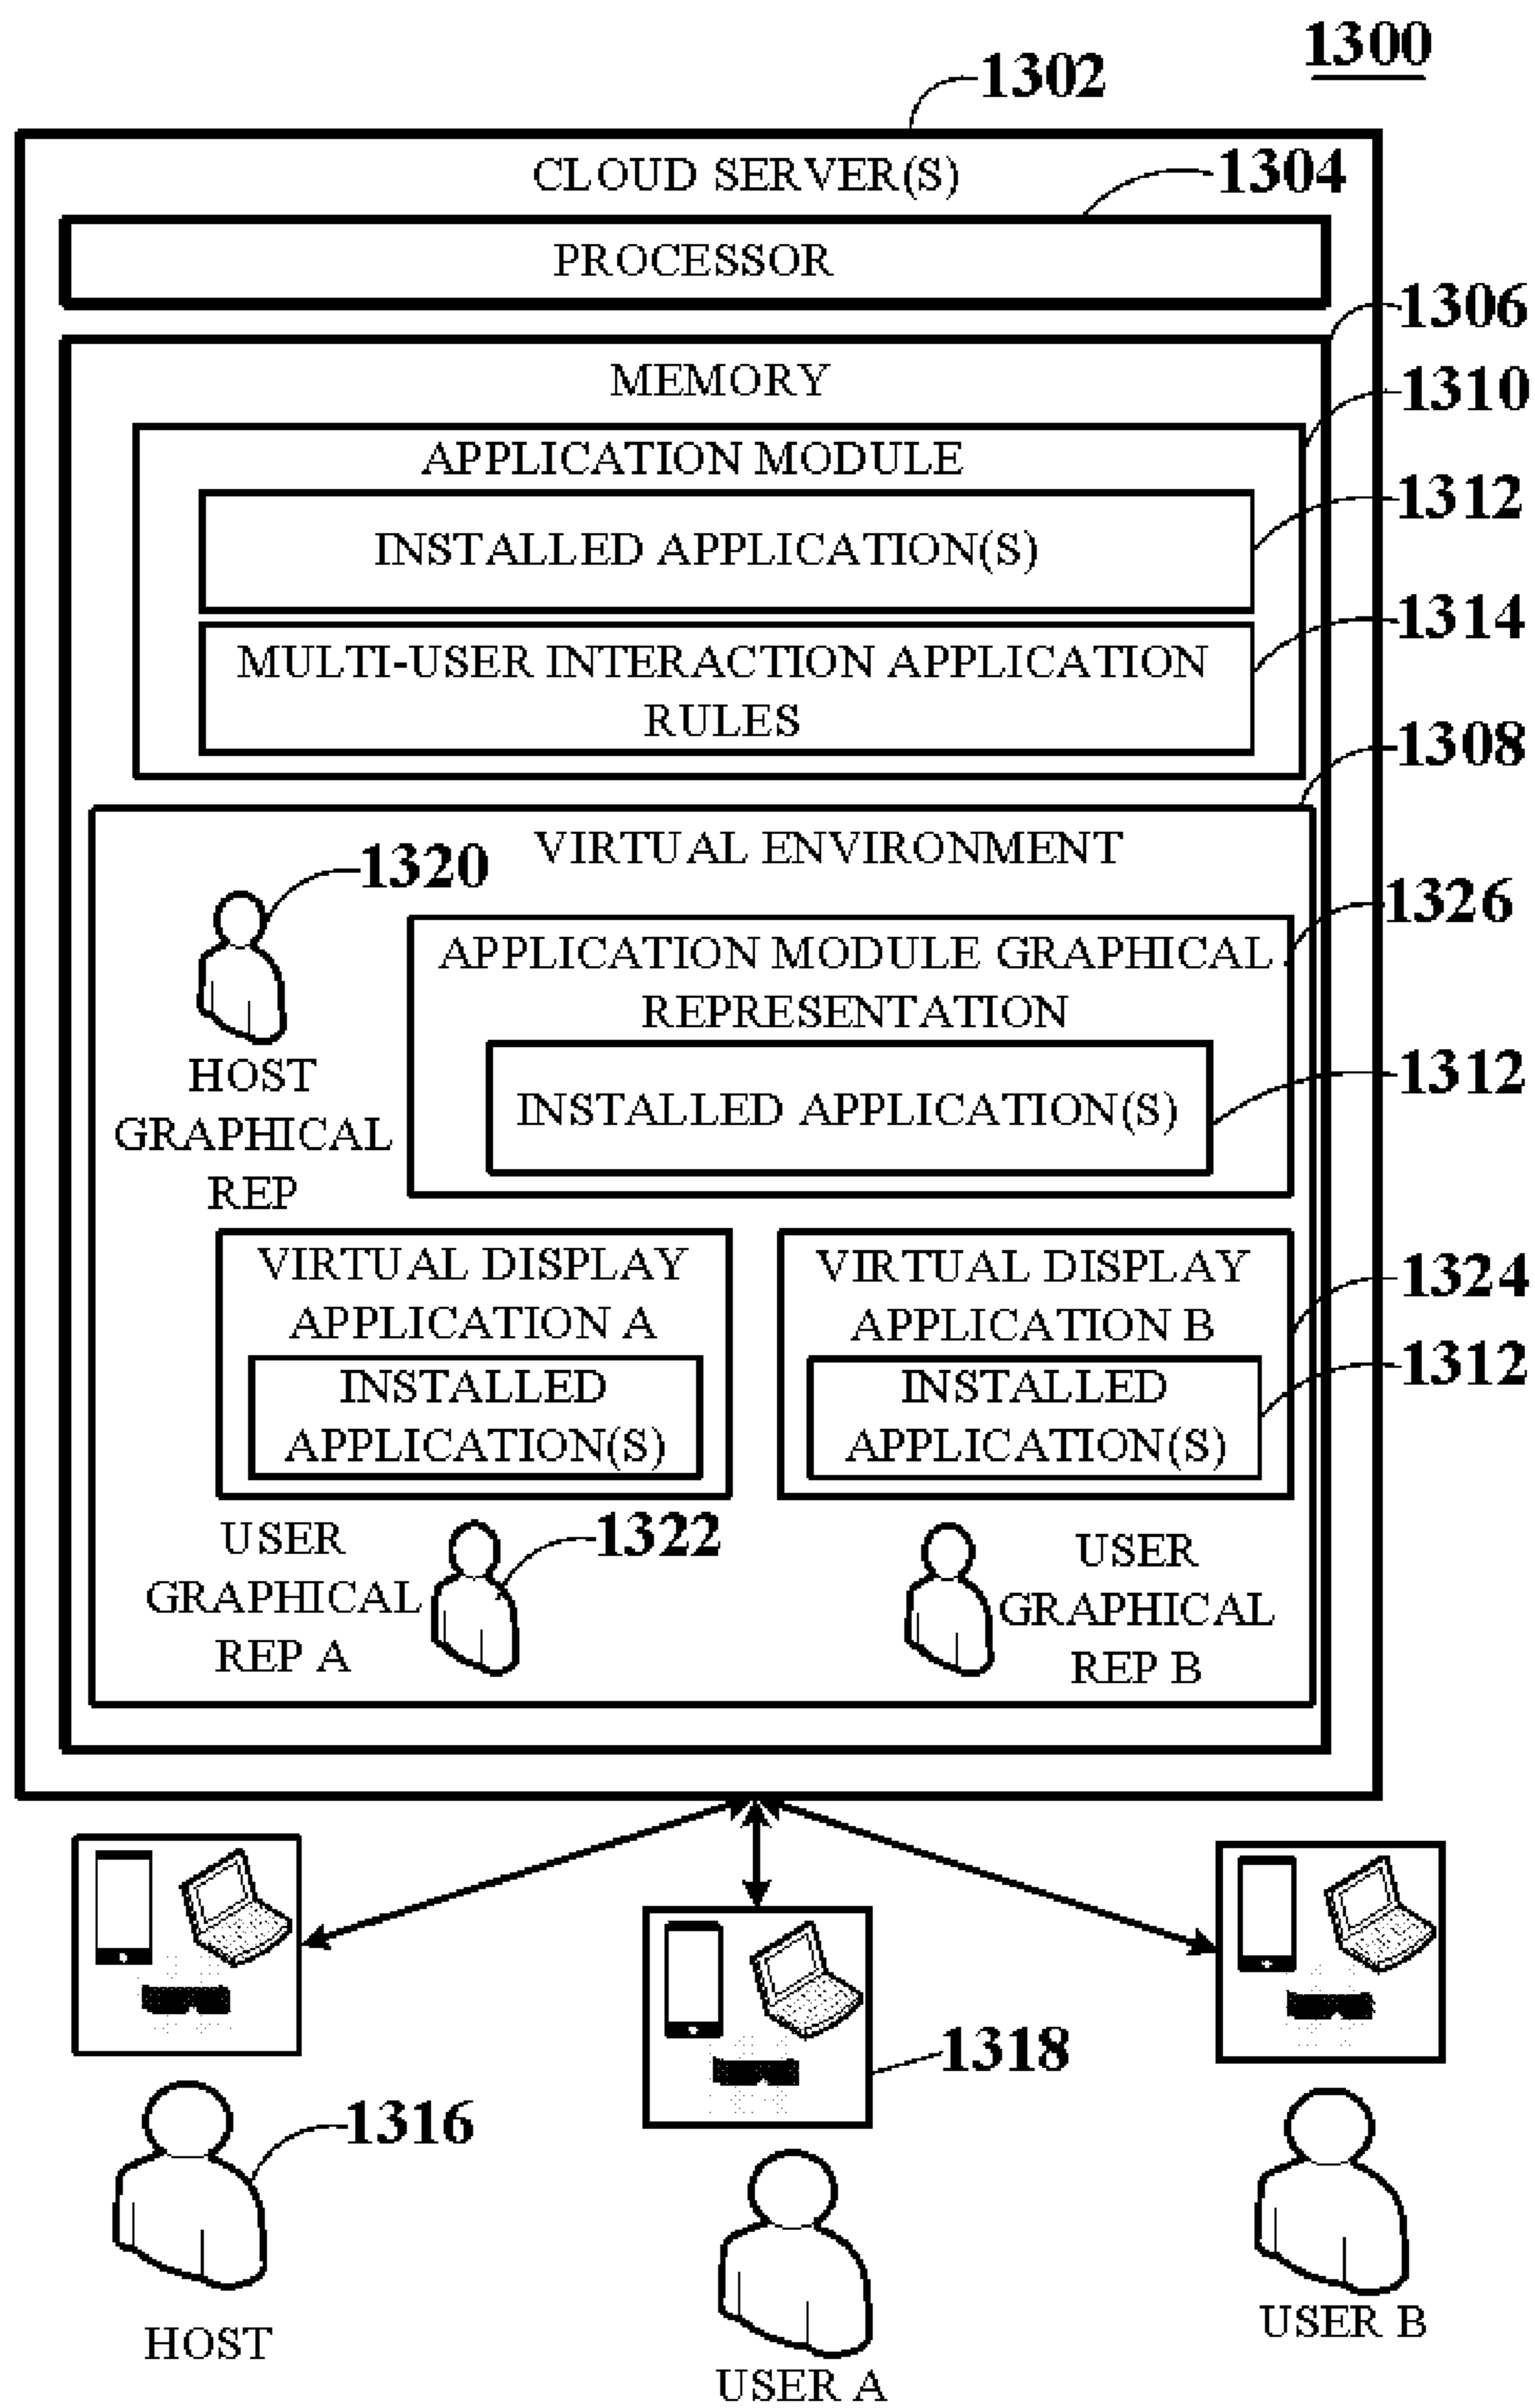 1300
1302
CLOUD SERVER(S)
1304
PROCESSOR
1306
MEMORY
1310
APPLICATION MODULE
1312
INSTALLED APPLICATION(S)
1314
MULTI-USER INTERACTION APPLICATION
RULES
1308
VIRTUAL ENVIRONMENT
1320
1326
APPLICATION MODULE GRAPHICAL
REPRESENTATION
HOST
GRAPHICAL
REP
1312
INSTALLED APPLICATION(S)
VIRTUAL DISPLAY
APPLICATION A
INSTALLED
APPLICATION(S)
VIRTUAL DISPLAY
APPLICATION B
1324
INSTALLED
APPLICATION(S)
1312
USER
GRAPHICAL
REP A
1322
USER
GRAPHICAL
REP B
1318
1316
HOST
USER A
USER B